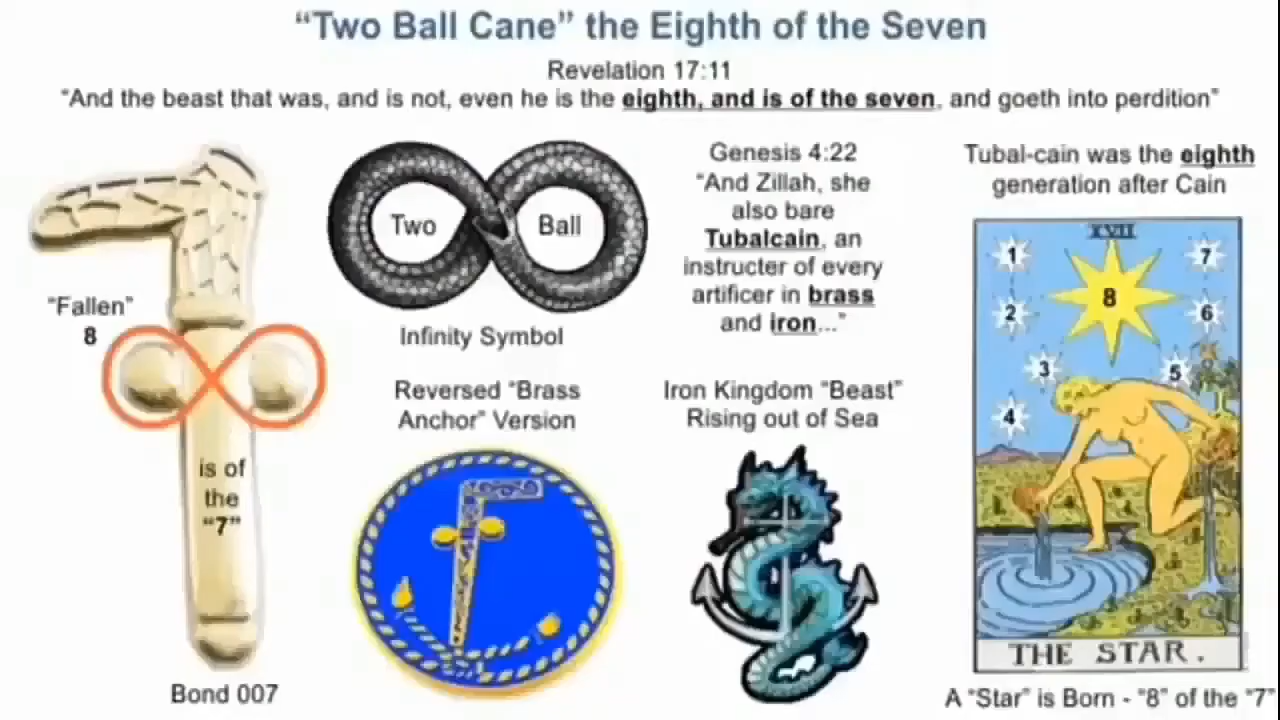 “Two Ball Cane” the Eighth of the Seven
Revelation 17:11
“And the beast that was, and is not, even he is the eighth, and is of the seven, and goeth into perdition”
“Fallen”
8
is of
the
“7”
Bond 007
Two
Ball
Infinity Symbol
Reversed “Brass
Anchor” Version
Genesis 4:22
“And Zillah, she
also bare
Tubalcain, an
instructer of every
artificer in brass
and iron...”
Iron Kingdom “Beast”
Rising out of Sea
Tubal-cain was the eighth
generation after Cain
XVII
1
7
8
2
6
3
5
4
THE STAR.
A “Star” is Born - “8” of the “7”